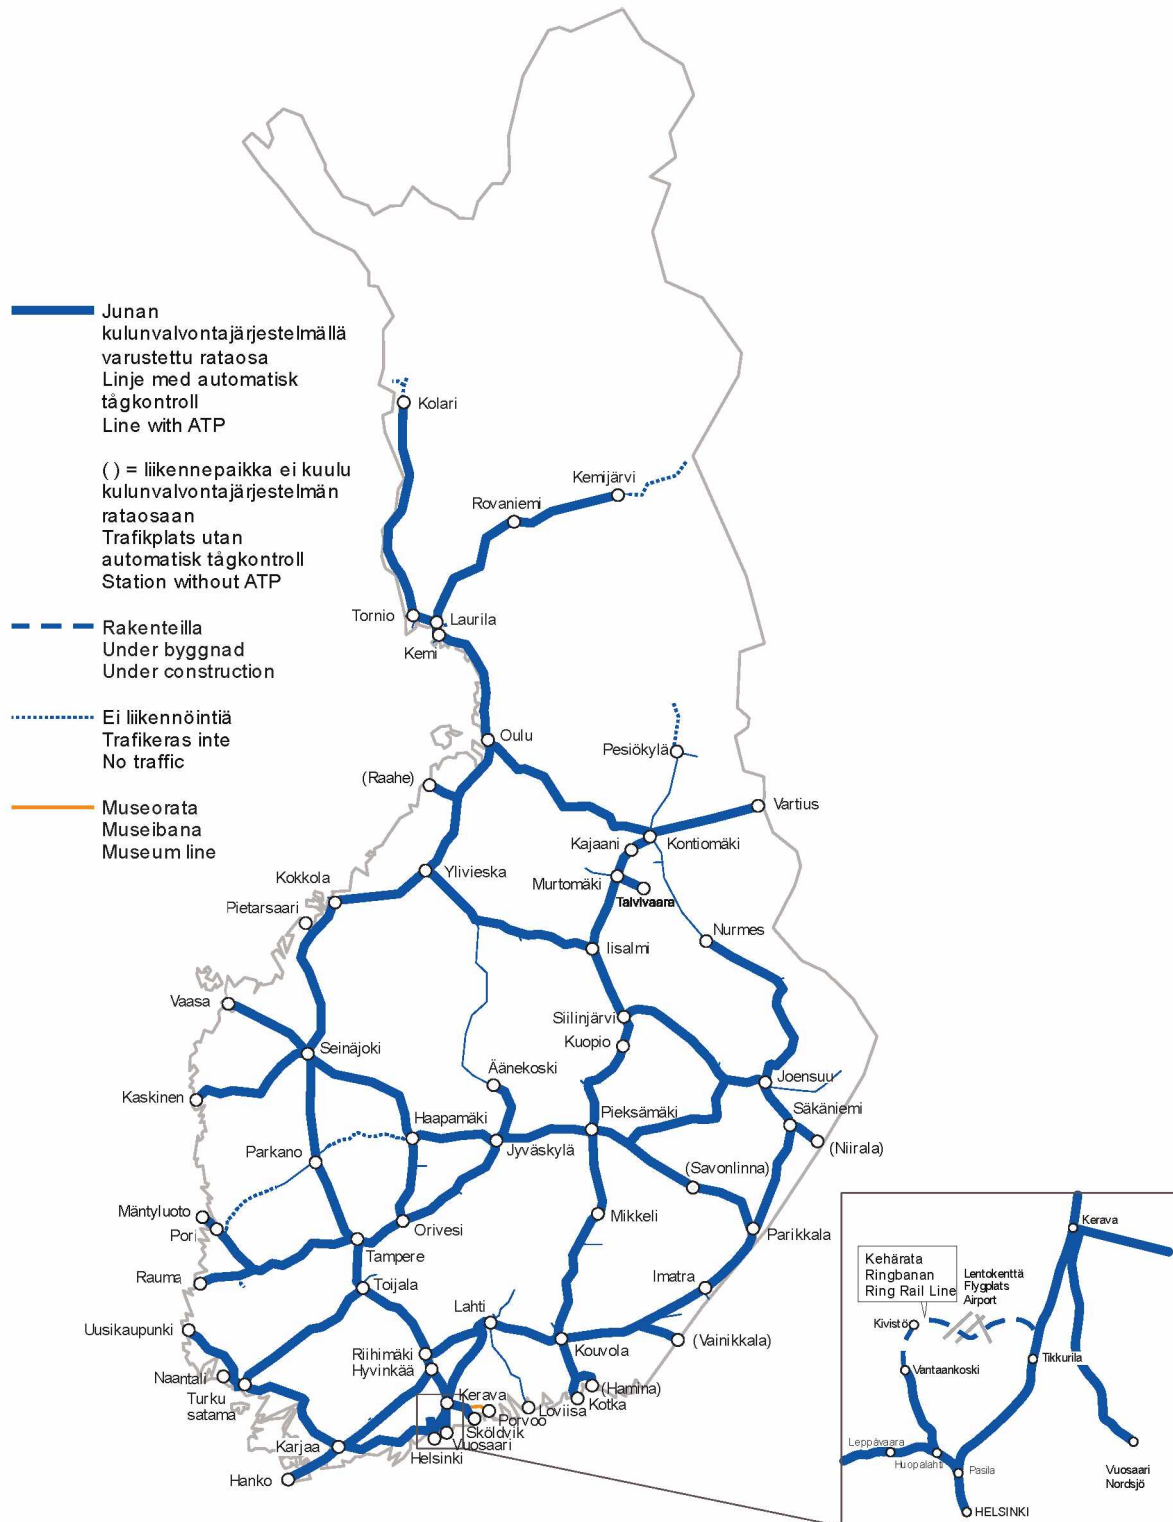 Junan
kulunvalvontajärjestelmällä
varustettu rataosa
Linje med automatisk
tågkontroll
Line with ATP
( ) = liikennepaikka ei kuulu
kulunvalvontajärjestelmän
rataosaan
Trafikplats utan
automatisk tågkontroll
Station without ATP
Rakenteilla
Under byggnad
Under construction
Ei liikennöintiä
Trafikeras inte
No traffic
Museorata
Museibana
Museum line
Kolari
Kemijärvi
Rovaniemi
Tornio
Laurila
Kemi
Oulu
Pesiökylä
(Raahe)
Vartius
Kajaani
Kontiomäki
Ylivieska
Murtomäki
Kokkola
Talvivaara
Pietarsaari
Nurmes
Iisalmi
Vaasa
Siilinjärvi
Kuopio
Seinäjoki
Äänekoski
Joensuu
Kaskinen
Säkäniemi
Haapamäki
Pieksämäki
Parkano
Jyväskylä
(Niirala)
(Savonlinna)
Mäntyluoto
Orivesi
Mikkeli
Pori
Parikkala
Tampere
Rauma
Toijala
Imatra
Lahti
Uusikaupunki
Kouvola
(Vainikkala)
Riihimäki
Hyvinkää
Naantali
Turku
satama
Kerava
(Hamina)
Kotka
Loviisa
Porvoo
Sköldvik
Vuosaari
Karjaa
Helsinki
Hanko
Kerava
Kehärata
Ringbanan
Ring Rail Line
Lentokenttä
Flygplats
Airport
Kivistö
Tikkurila
Vantaankoski
Leppävaara
Huopalahti
Pasila
Vuosaari
Nordsjö
HELSINKI